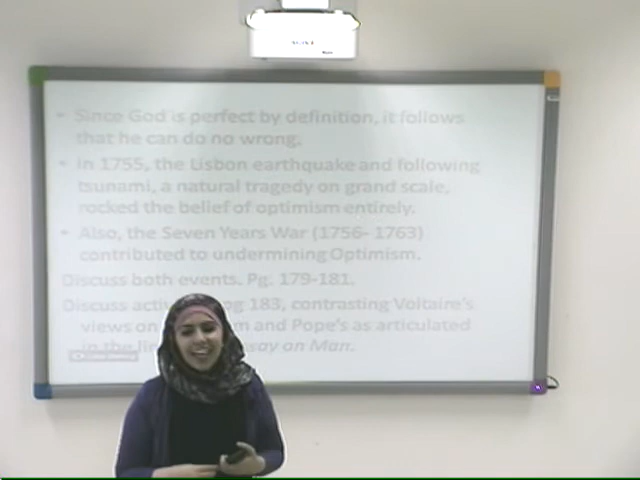 • Since God is perfect by definition, it follows
that he can do no wrong.
• In 1755, the Lisbon earthquake and following
tsunami, a natural tragedy on grand scale,
rocked the belief of optimism entirely.
• Also, the Seven Years War (1756- 1763)
contributed to undermining Optimism.
Discuss both events. Pg. 179-181.
Discuss pg 183, contrasting Voltaire's
views on and Pope's as articulated
in the on Man.